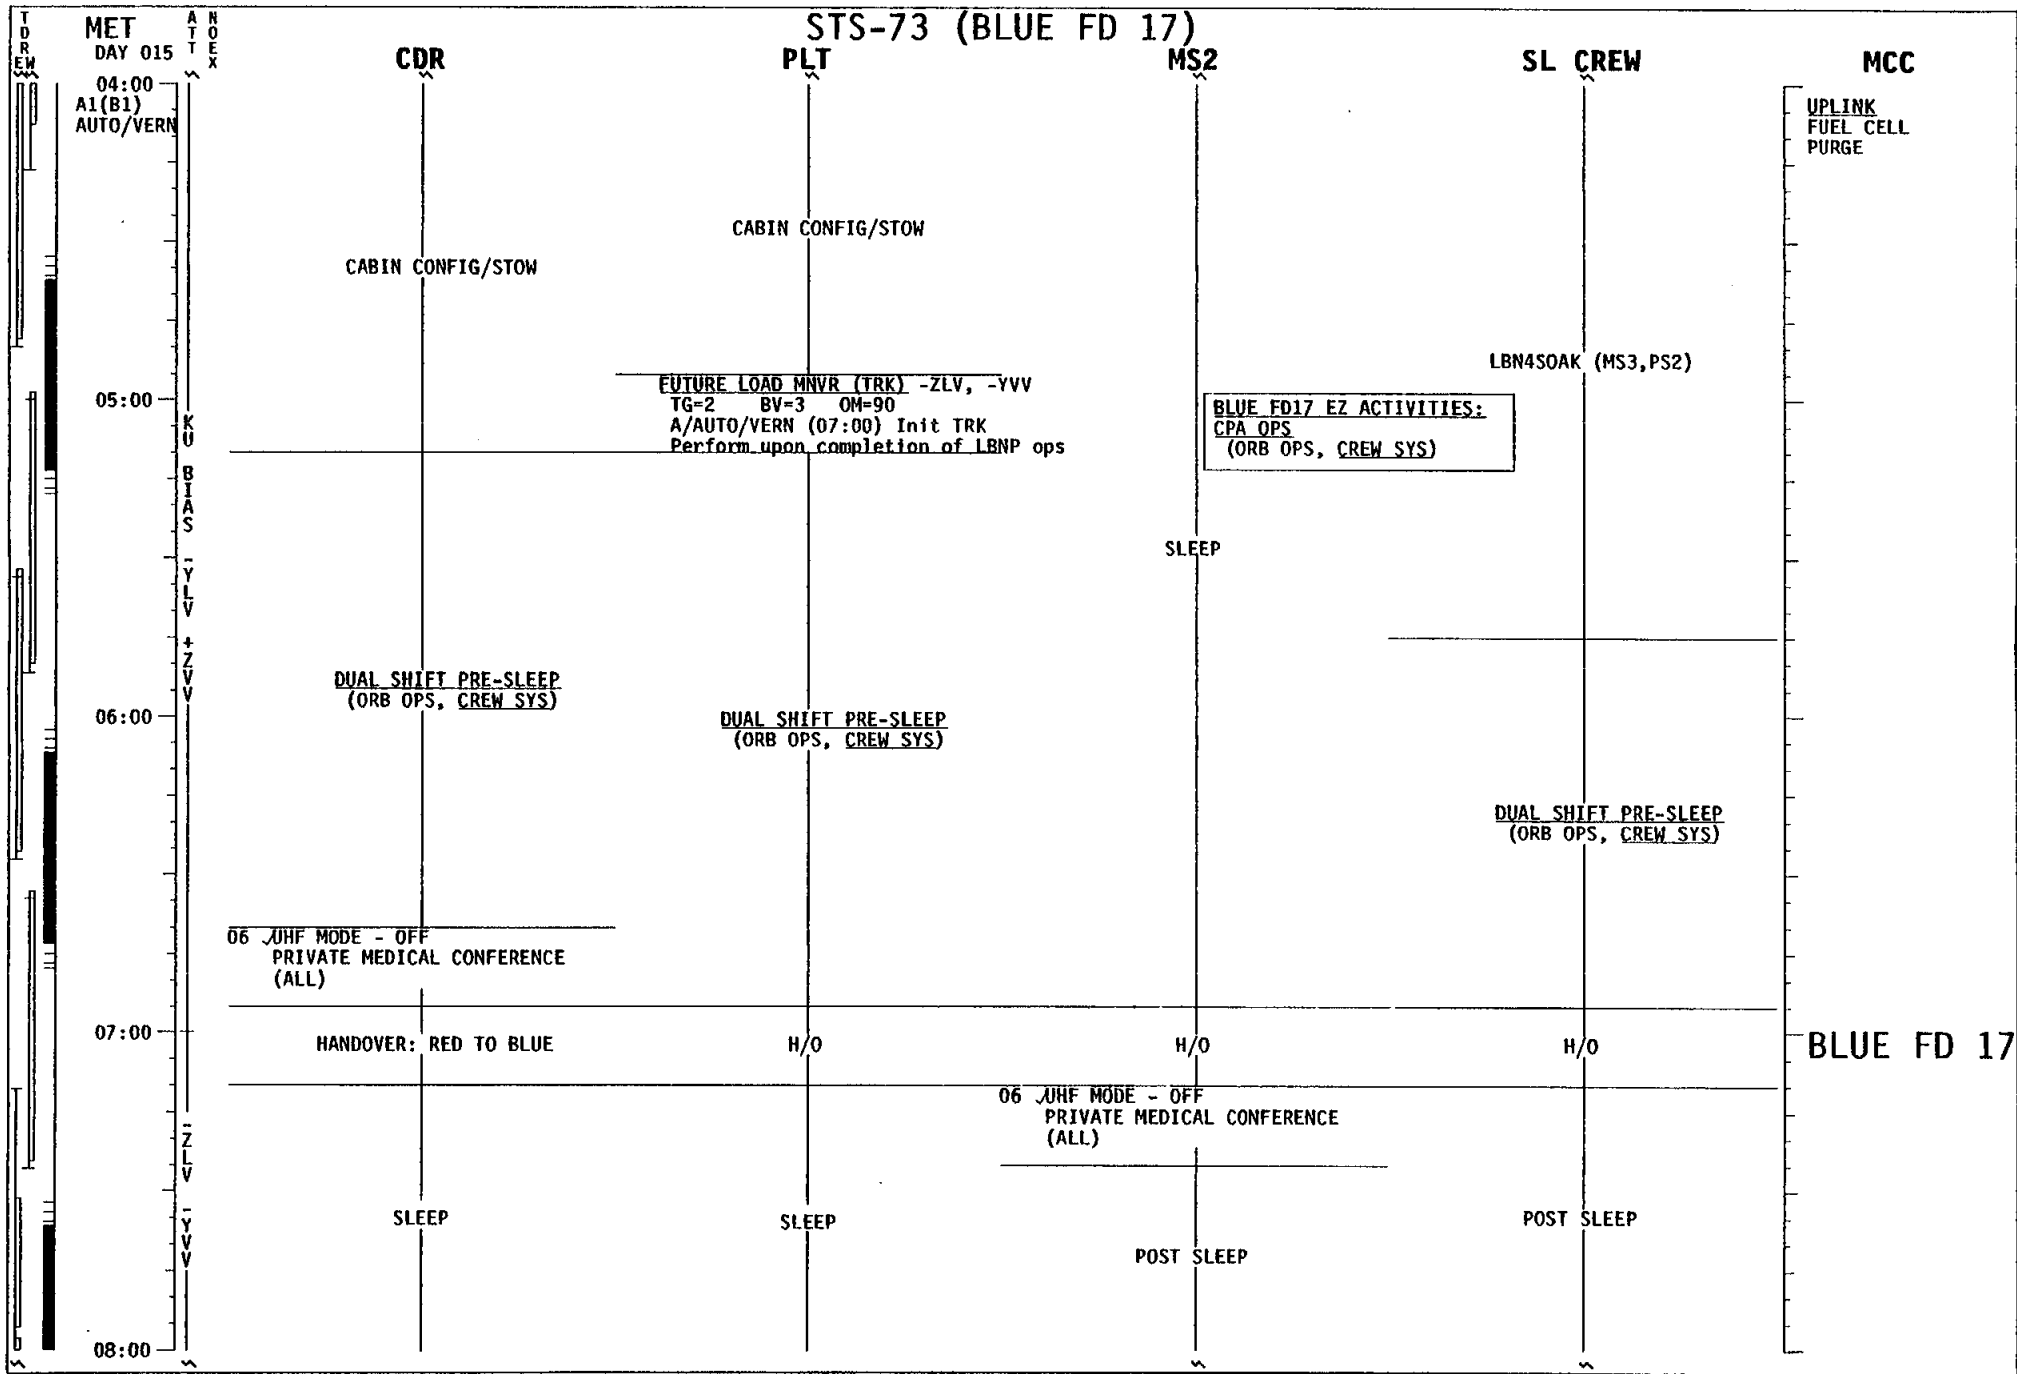 STS-73 (BLUE FD 17)
TDRE W
MET
DAY 015
ATT
NOEX
CDR
PLT
MS2
SL CREW
MCC
04:00
A1(B1)
AUTO/VERN
UPLINK
FUEL CELL
PURGE
CABIN CONFIG/STOW
CABIN CONFIG/STOW
LBN4SOAK (MS3,PS2)
FUTURE LOAD MNVR (TRK) -ZLV, -YVV
TG=2 BV=3 OM=90
A/AUTO/VERN (07:00) Init TRK
Perform upon completion of LBNP ops
05:00
BLUE FD17 EZ ACTIVITIES:
CPA OPS
(ORB OPS, CREW SYS)
KU BIAS -YLV +ZVV
SLEEP
DUAL SHIFT PRE-SLEEP
(ORB OPS, CREW SYS)
06:00
DUAL SHIFT PRE-SLEEP
(ORB OPS, CREW SYS)
DUAL SHIFT PRE-SLEEP
(ORB OPS, CREW SYS)
06 ✓UHF MODE - OFF
PRIVATE MEDICAL CONFERENCE
(ALL)
07:00
HANDOVER: RED TO BLUE
H/O
H/O
H/O
BLUE FD 17
06 ✓UHF MODE - OFF
PRIVATE MEDICAL CONFERENCE
(ALL)
-ZLV -YVV
SLEEP
SLEEP
POST SLEEP
POST SLEEP
08:00